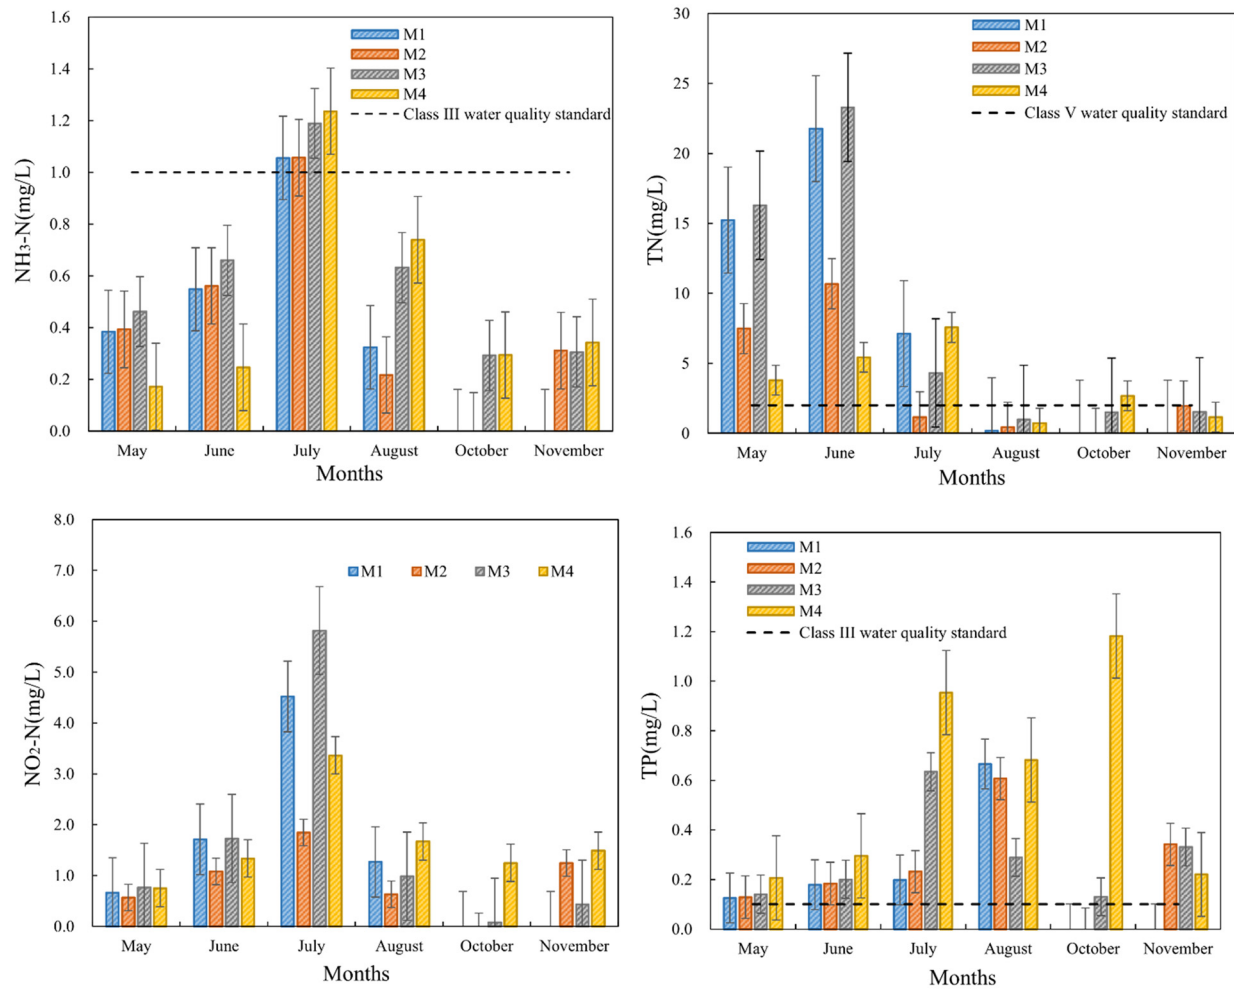 NH3-N(mg/L)
1.6
1.4
1.2
1.0
0.8
0.6
0.4
0.2
0.0
M1
M2
M3
M4
Class III water quality standard
May June July August October November
Months
TN(mg/L)
30
25
20
15
10
5
0
M1
M2
M3
M4
Class V water quality standard
May June July August October November
Months
NO2-N(mg/L)
8.0
7.0
6.0
5.0
4.0
3.0
2.0
1.0
0.0
M1 M2 M3 M4
May June July August October November
Months
TP(mg/L)
1.6
1.4
1.2
1.0
0.8
0.6
0.4
0.2
0.0
M1
M2
M3
M4
Class III water quality standard
May June July August October November
Months